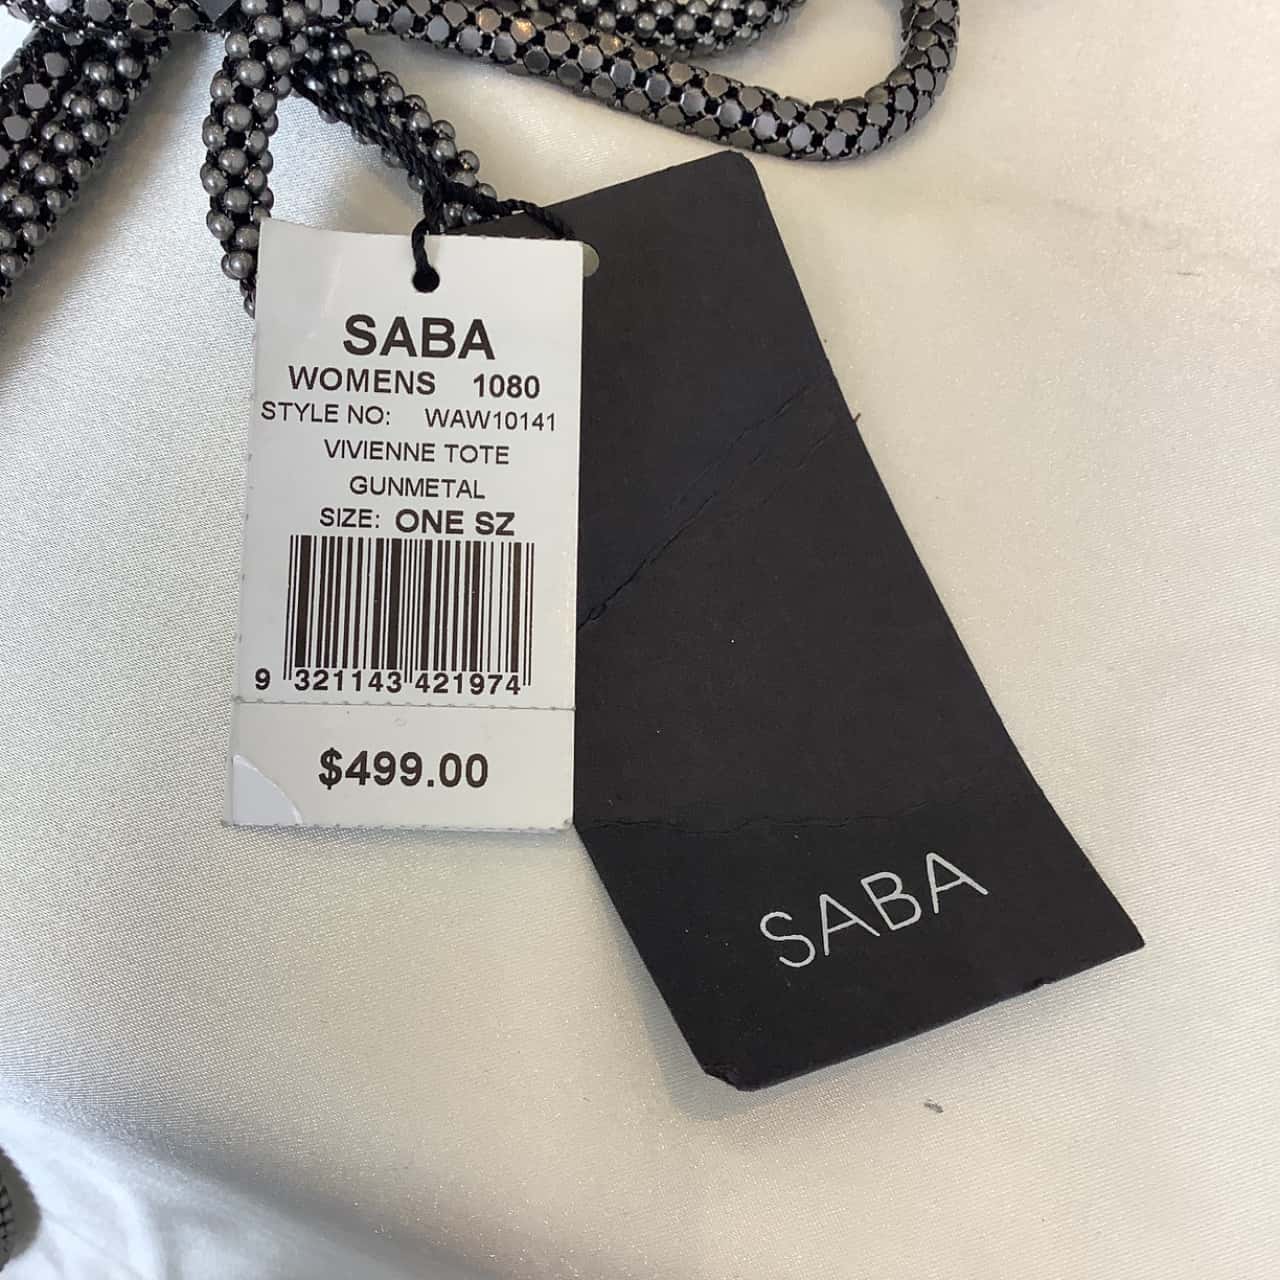 SABA
WOMENS 1080
STYLE NO: WAW10141
VIVIENNE TOTE
GUNMETAL
SIZE: ONE SZ
9 321143 421974
$499.00
SABA